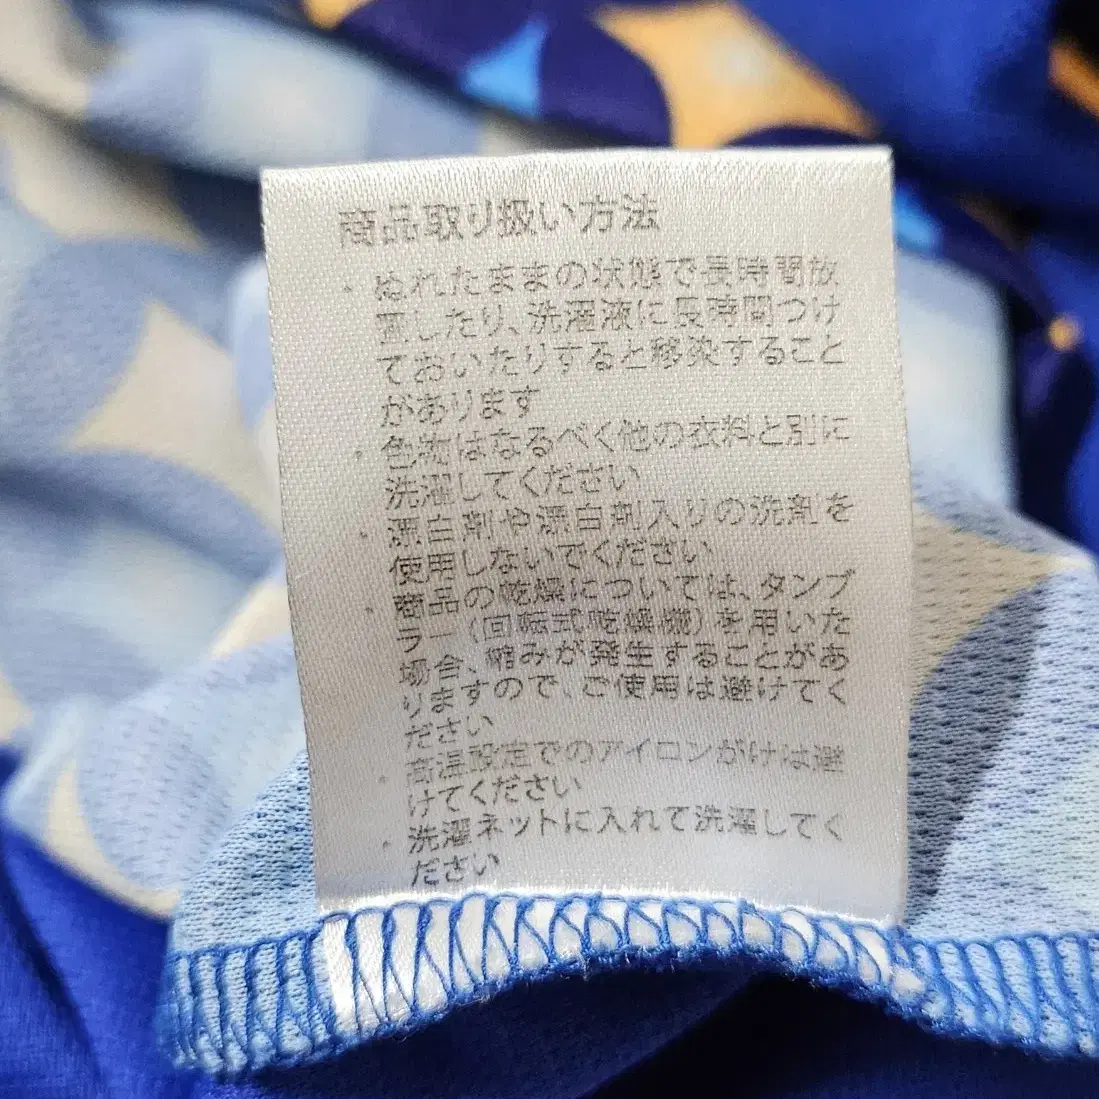 商品取り扱い方法
・ ぬれたままの状態で長時間放
置したり、洗濯液に長時間つけ
ておいたりすると移染すること
があります
・ 色物はなるべく他の衣料と別に
洗濯してください
・ 漂白剤や漂白剤入りの洗剤を
使用しないでください
・ 商品の乾燥については、タンブ
ラー(回転式乾燥機)を用いた
場合、縮みが発生することがあ
りますので、ご使用は避けてく
ださい
・ 高温設定でのアイロンがけは避
けてください
・ 洗濯ネットに入れて洗濯してく
ださい